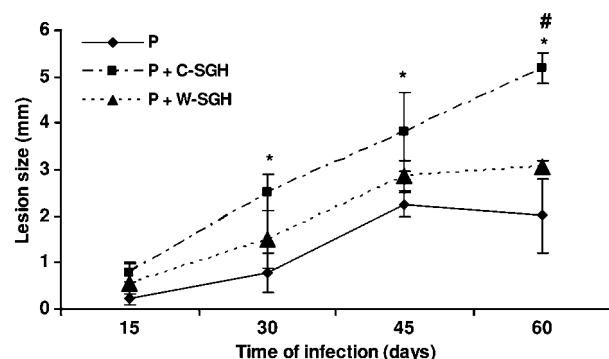 P
P + C-SGH
P + W-SGH
Lesion size (mm)
6
5
4
3
2
1
0
*
*
#
*
15 30 45 60
Time of infection (days)